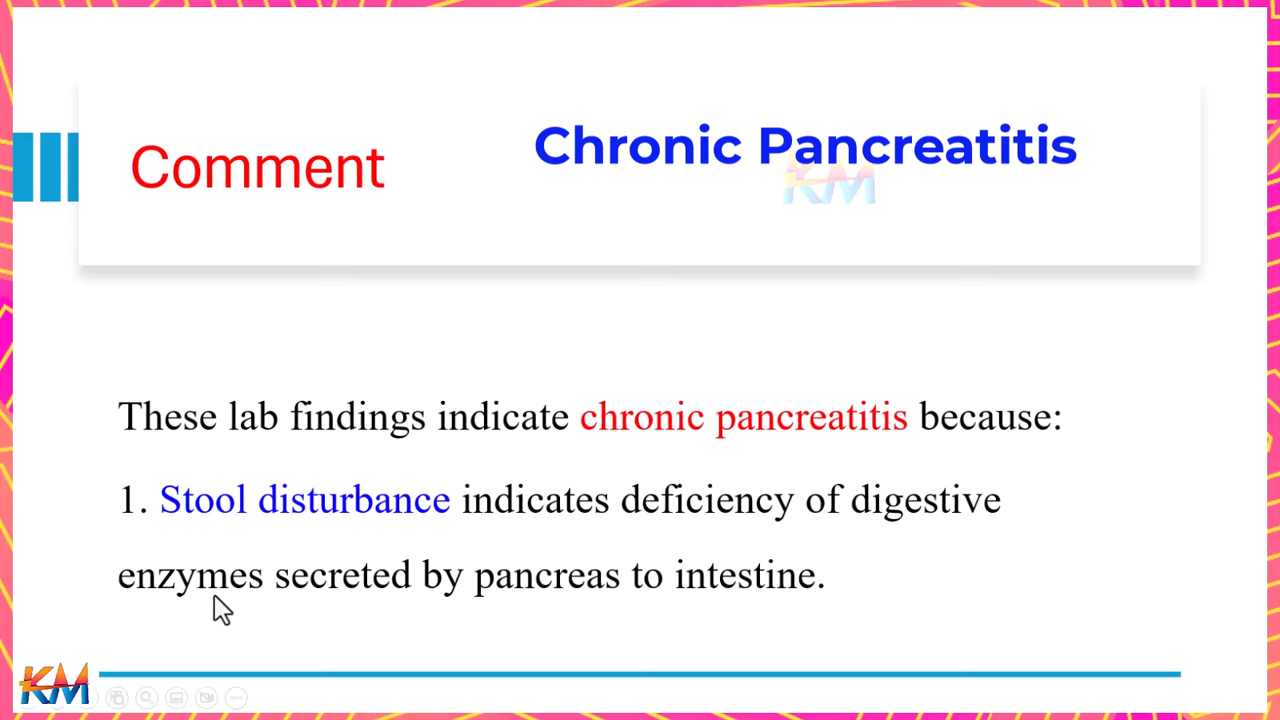 Comment
Chronic Pancreatitis
KM
These lab findings indicate chronic pancreatitis because:
1. Stool disturbance indicates deficiency of digestive
enzymes secreted by pancreas to intestine.
KM